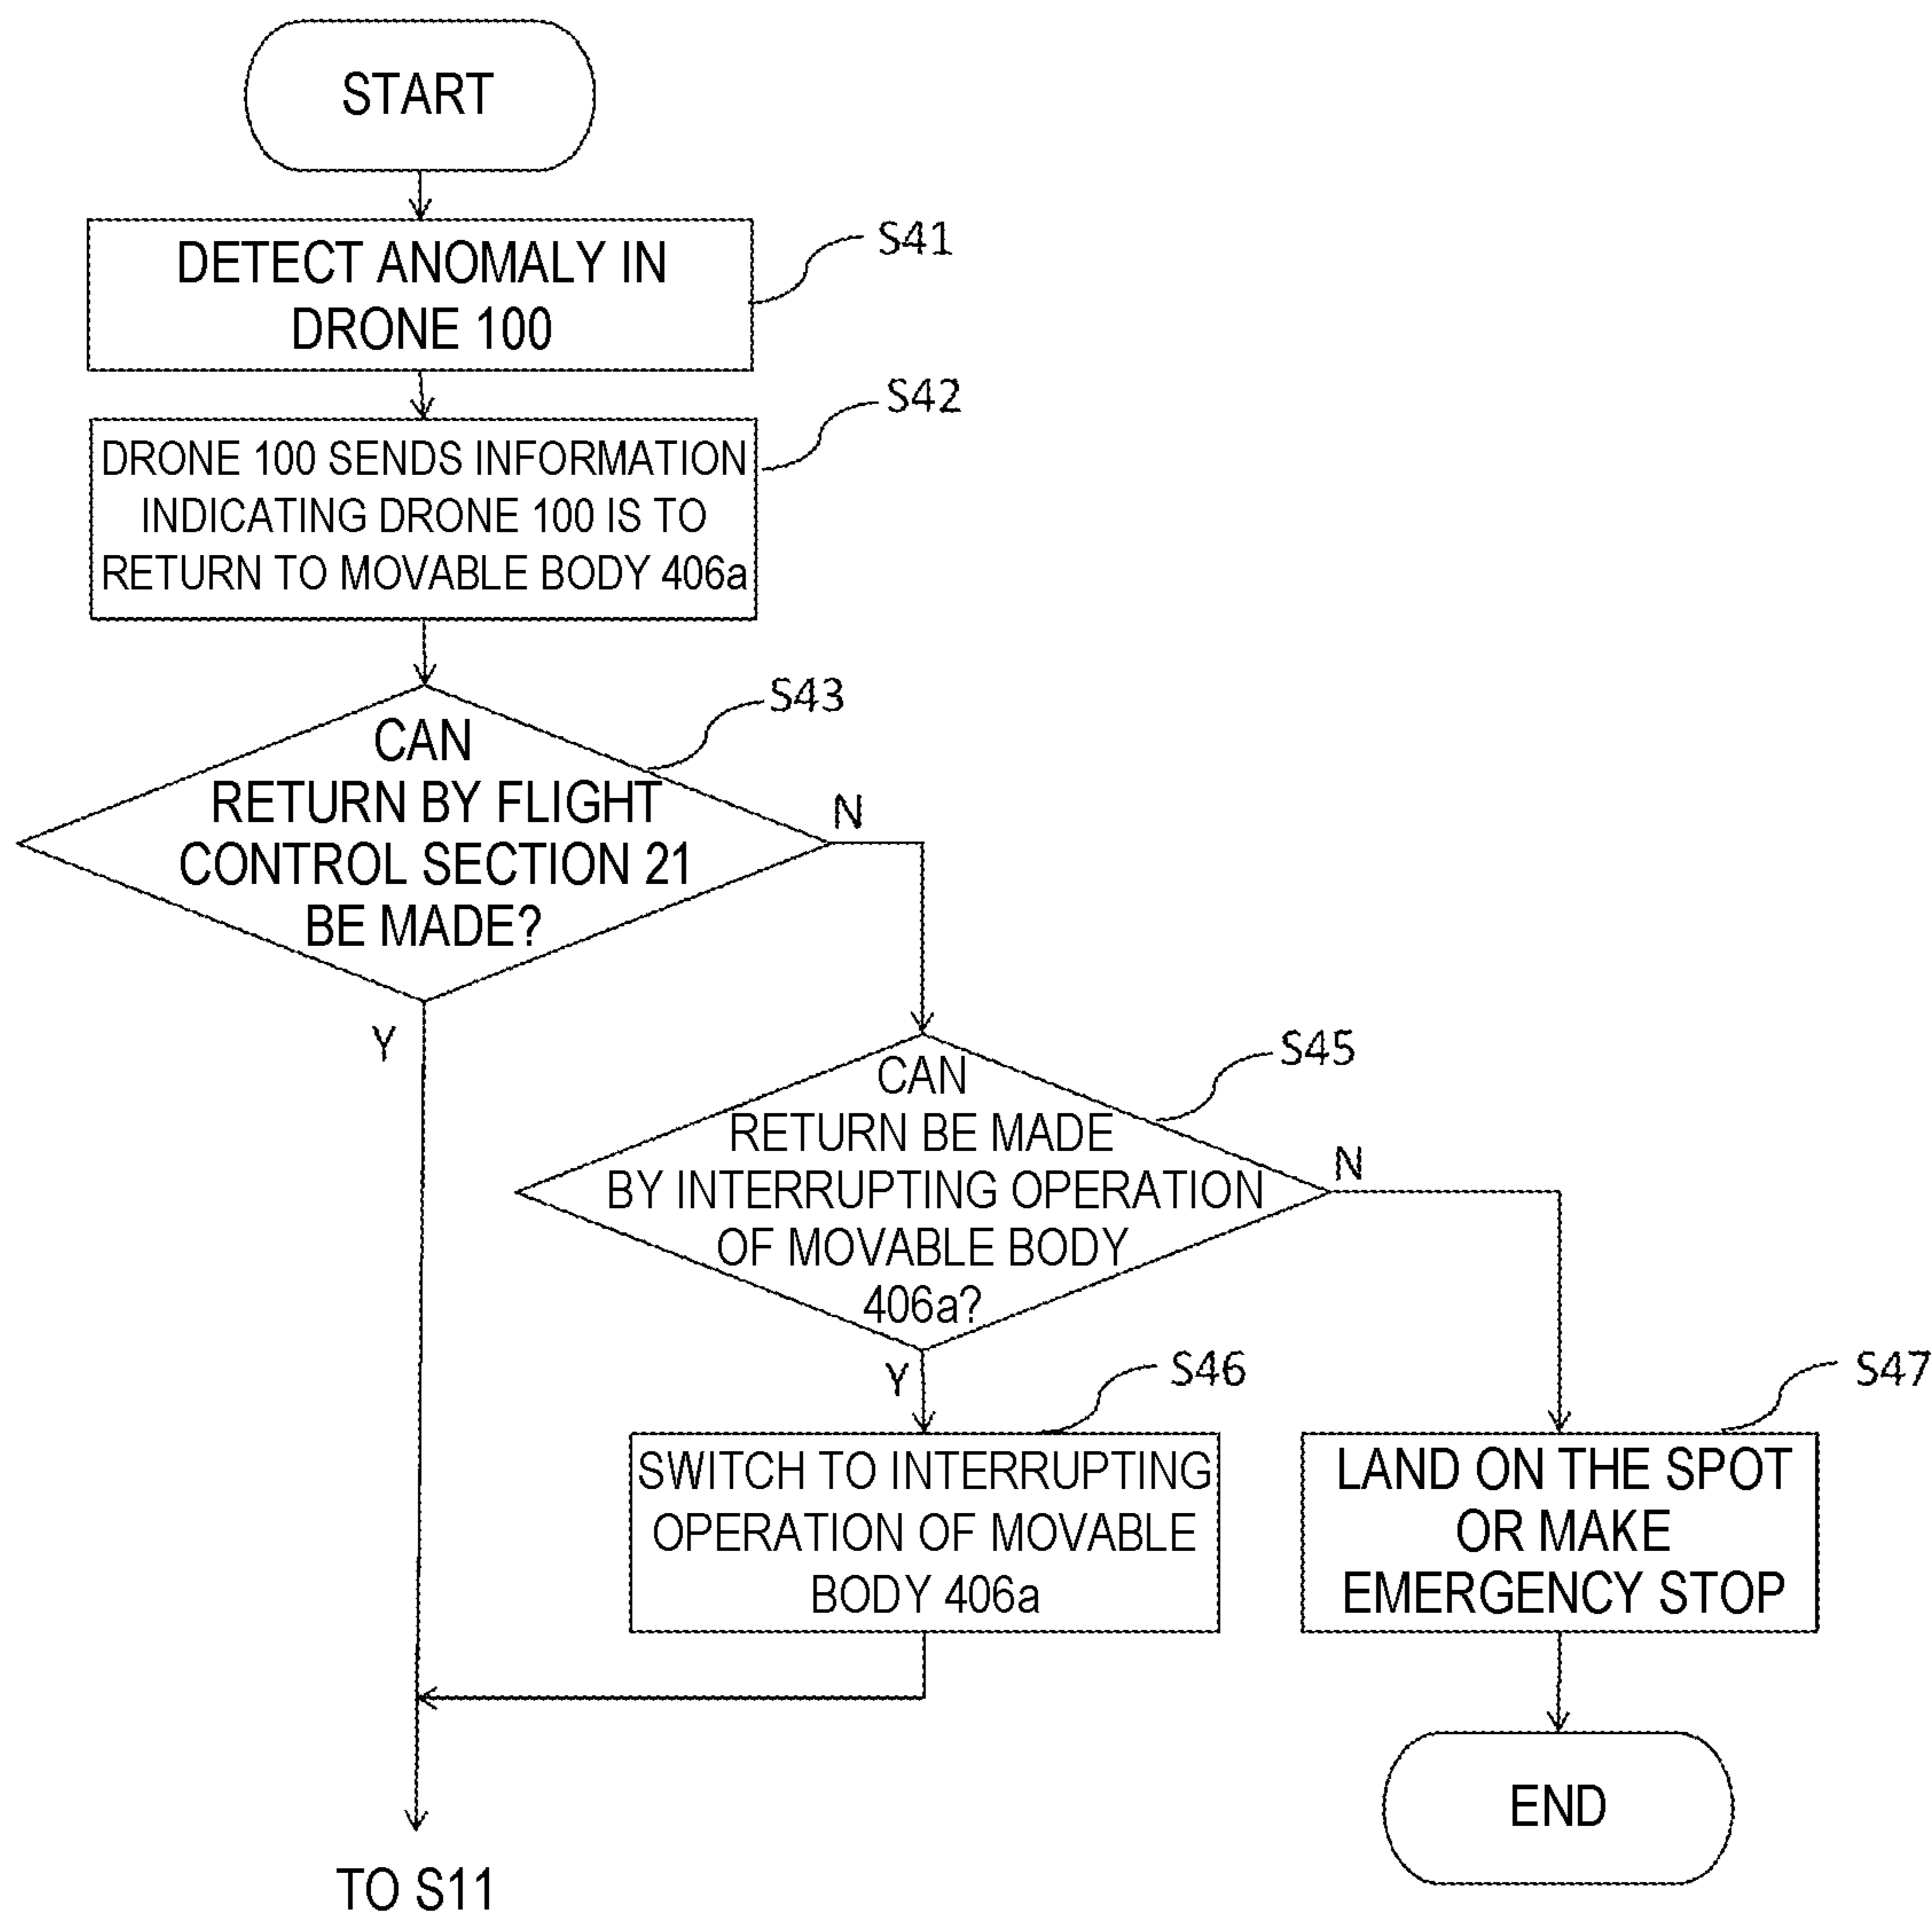 START
DETECT ANOMALY IN
DRONE 100
S41
DRONE 100 SENDS INFORMATION
INDICATING DRONE 100 IS TO
RETURN TO MOVABLE BODY 406a
S42
CAN
RETURN BY FLIGHT
CONTROL SECTION 21
BE MADE?
S43
N
Y
CAN
RETURN BE MADE
BY INTERRUPTING OPERATION
OF MOVABLE BODY
406a?
S45
N
Y
SWITCH TO INTERRUPTING
OPERATION OF MOVABLE
BODY 406a
S46
LAND ON THE SPOT
OR MAKE
EMERGENCY STOP
S47
END
TO S11